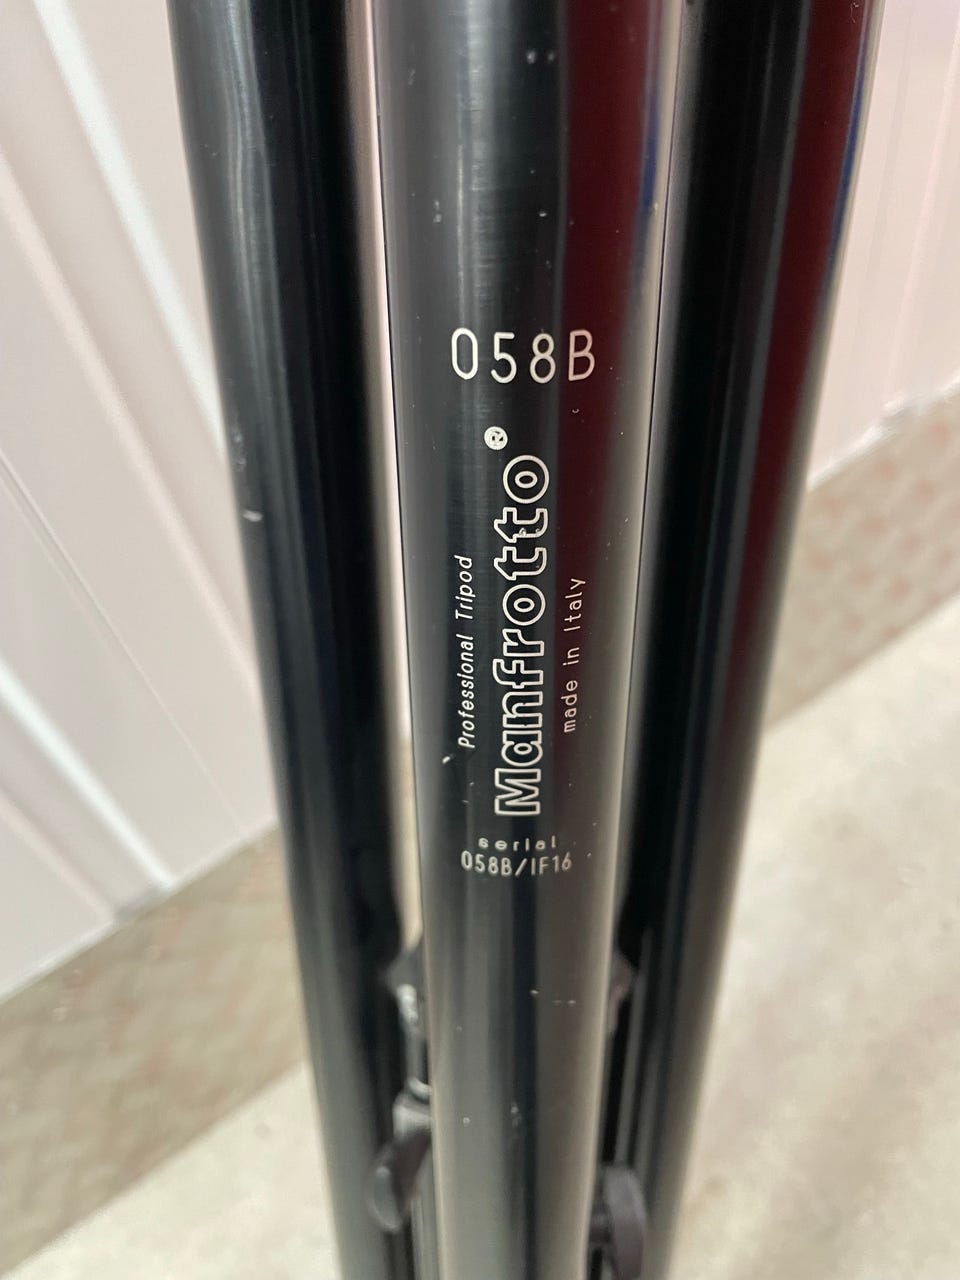 058B
Professional Tripod
Manfrotto®
made in Italy
serial
058B/IF16